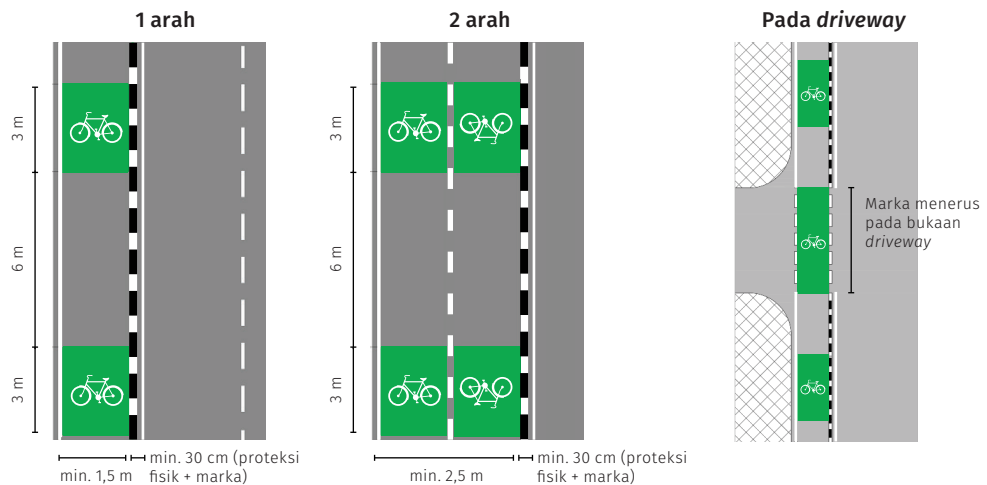 1 arah
3 m
6 m
3 m
min. 1,5 m
min. 30 cm (proteksi
fisik + marka)
2 arah
3 m
6 m
3 m
min. 2,5 m
min. 30 cm (proteksi
fisik + marka)
Pada driveway
Marka menerus
pada bukaan
driveway